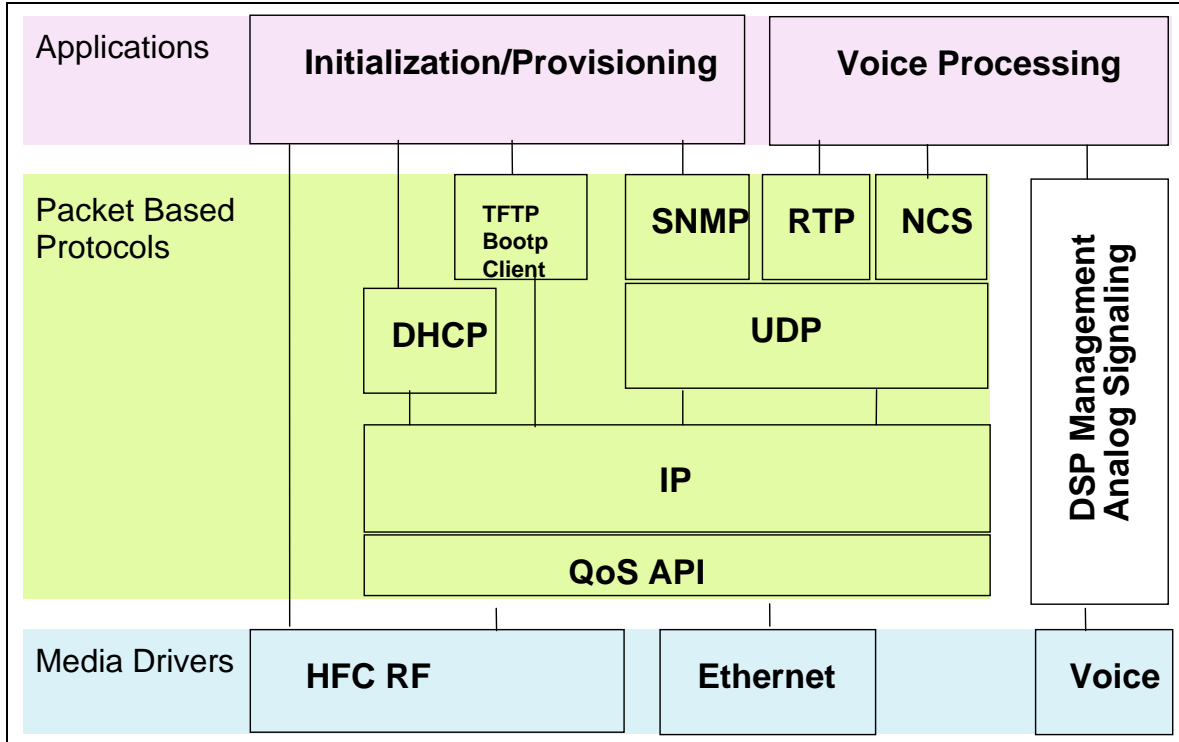 Applications
Initialization/Provisioning
Voice Processing
Packet Based
Protocols
TFTP
Bootp
Client
SNMP
RTP
NCS
DHCP
UDP
DSP Management
Analog Signaling
IP
QoS API
Media Drivers
HFC RF
Ethernet
Voice